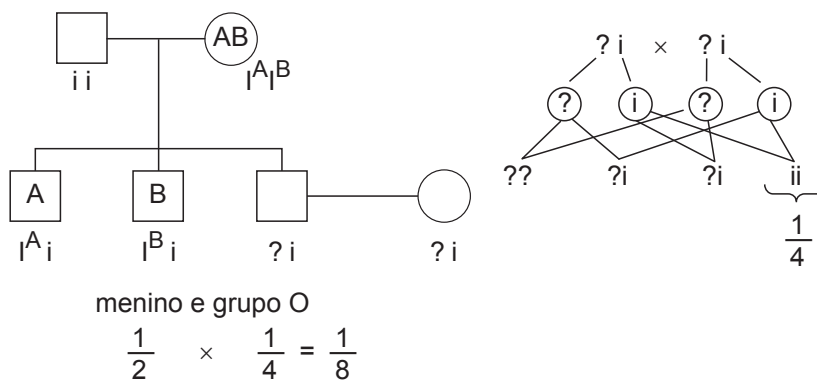 AB
i i
I^A I^B
A
B
I^A i
I^B i
? i
? i
menino e grupo O
1/2 × 1/4 = 1/8
? i × ? i
? i ? i
?? ?i ?i ii
1/4